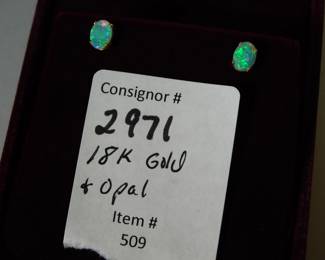 Consignor #
2971
18K Gold
& Opal
Item #
509